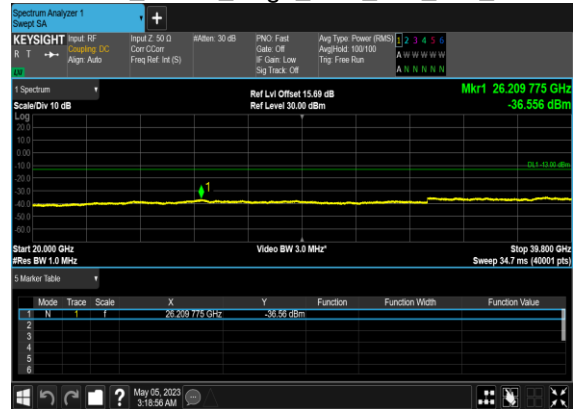 Spectrum Analyzer 1
Swept SA
+
KEYSIGHT Input: RF Input Z: 50 Ω #Atten: 30 dB PNO: Fast Avg Type: Power (RMS) 1 2 3 4 5 6
R T Coupling: DC Corr CCorr Gate: Off Avg|Hold: 100/100 A W W W W W
Align: Auto Freq Ref: Int (S) IF Gain: Low Trig: Free Run
Sig Track: Off A N N N N N
1 Spectrum Ref Lvl Offset 15.69 dB Mkr1 26.209 775 GHz
Scale/Div 10 dB Ref Level 30.00 dBm -36.556 dBm
Log
20.0
10.0
0.00
-10.0 DL1 -13.00 dBm
-20.0
-30.0 1
-40.0
-50.0
-60.0
Start 20.000 GHz Video BW 3.0 MHz* Stop 39.800 GHz
#Res BW 1.0 MHz Sweep 34.7 ms (40001 pts)
5 Marker Table
Mode Trace Scale X Y Function Function Width Function Value
1 N 1 f 26.209 775 GHz -36.56 dBm
2
3
4
5
6
? May 05, 2023
3:18:56 AM